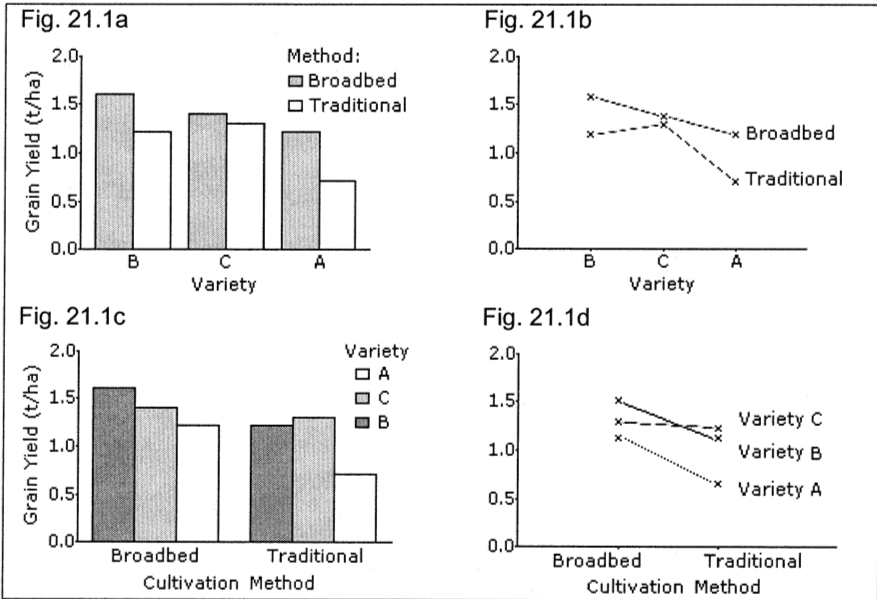 Fig. 21.1a
Grain Yield (t/ha)
2.0
1.5
1.0
0.5
0.0
Method:
Broadbed
Traditional
B C A
Variety
Fig. 21.1b
2.0
1.5
1.0
0.5
0.0
Broadbed
Traditional
B C A
Variety
Fig. 21.1c
Grain Yield (t/ha)
2.0
1.5
1.0
0.5
0.0
Variety
A
C
B
Broadbed Traditional
Cultivation Method
Fig. 21.1d
2.0
1.5
1.0
0.5
0.0
Variety C
Variety B
Variety A
Broadbed Traditional
Cultivation Method